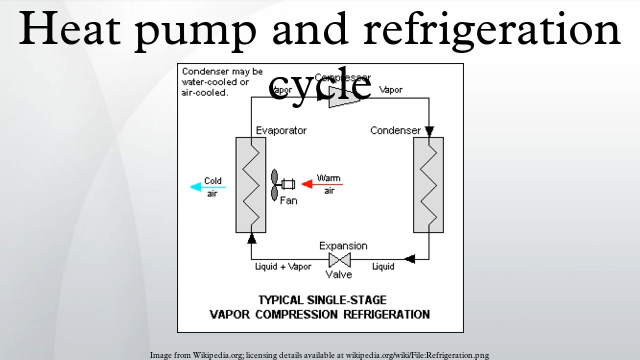 Heat pump and refrigeration
cycle
Condenser may be
water-cooled or
air-cooled.
Compressor
Vapor
Vapor
Evaporator
Condenser
Cold
air
Warm
air
Fan
Expansion
Valve
Liquid + Vapor
Liquid
TYPICAL SINGLE-STAGE
VAPOR COMPRESSION REFRIGERATION
Image from Wikipedia.org; licensing details available at wikipedia.org/wiki/File:Refrigeration.png